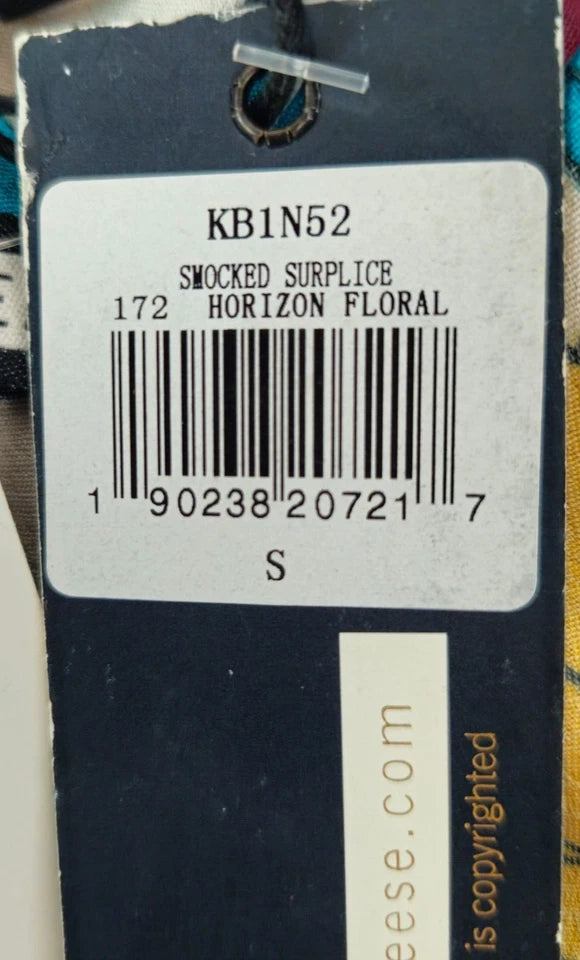 KB1N52
SMOCKED SURPLICE
172 HORIZON FLORAL
1 90238 20721 7
S
eese.com
is copyrighted